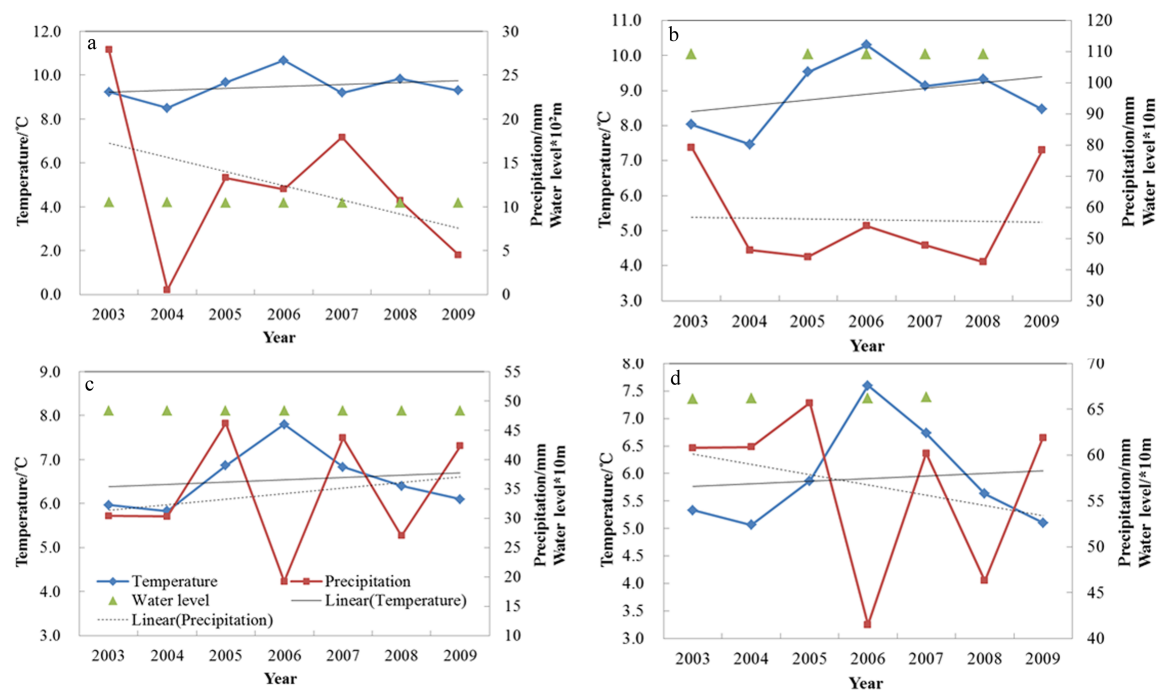 a
12.0
10.0
8.0
6.0
4.0
2.0
0.0
Temperature/℃
30
25
20
15
10
5
0
Precipitation/mm
Water level*10²m
2003 2004 2005 2006 2007 2008 2009
Year
b
11.0
10.0
9.0
8.0
7.0
6.0
5.0
4.0
3.0
Temperature/℃
120
110
100
90
80
70
60
50
40
30
Precipitation/mm
Water level*10m
2003 2004 2005 2006 2007 2008 2009
Year
c
9.0
8.0
7.0
6.0
5.0
4.0
3.0
Temperature/℃
55
50
45
40
35
30
25
20
15
10
Precipitation/mm
Water level*10m
Temperature Precipitation
Water level Linear(Temperature)
Linear(Precipitation)
2003 2004 2005 2006 2007 2008 2009
Year
d
8.0
7.5
7.0
6.5
6.0
5.5
5.0
4.5
4.0
3.5
3.0
Temperature/℃
70
65
60
55
50
45
40
Precipitation/mm
Water level/*10m
2003 2004 2005 2006 2007 2008 2009
Year